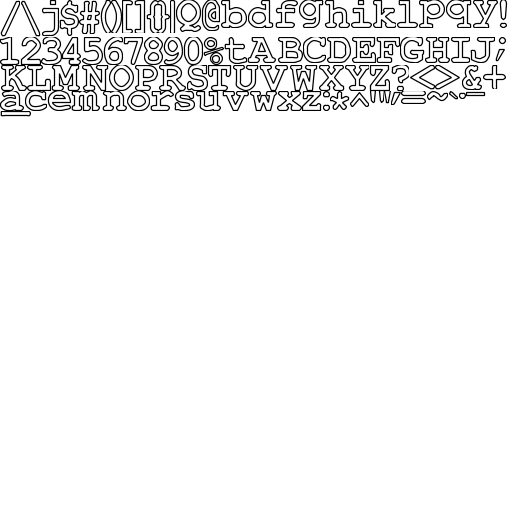 /\j$#()[]{}|Q@bdfghiklpqy!
1234567890%tABCDEFGHIJ;
KLMNOPRSTUVWXYZ?<>&+
acemnorsuvwxz:*^"'/=~`.-
_